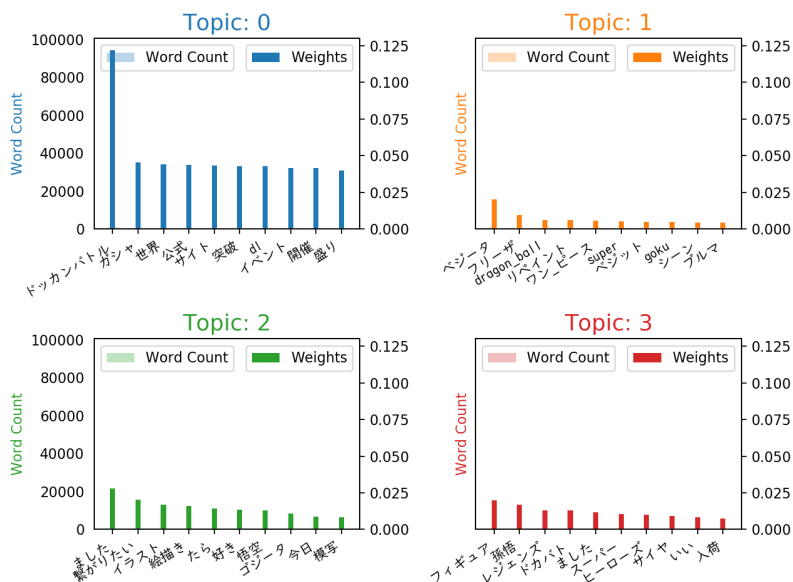 Topic: 0
Word Count
100000
80000
60000
40000
20000
0
Word Count
Weights
0.125
0.100
0.075
0.050
0.025
0.000
ドッカンバトル
ガシャ
世界
公式
サイト
突破
dl
イベント
開催
盛り
Topic: 1
Word Count
Word Count
Weights
0.125
0.100
0.075
0.050
0.025
0.000
ベジータ
フリーザ
dragon_ball
リペイント
ワン_ピース
super
ベジット
goku
シーン
ブルマ
Topic: 2
Word Count
100000
80000
60000
40000
20000
0
Word Count
Weights
0.125
0.100
0.075
0.050
0.025
0.000
ました
繋がりたい
イラスト
絵描き
たら
好き
悟空
ゴジータ
今日
模写
Topic: 3
Word Count
Word Count
Weights
0.125
0.100
0.075
0.050
0.025
0.000
フィギュア
孫悟
レジェンズ
ドカバト
ました
スーパー
ヒーローズ
サイヤ
いい
入荷